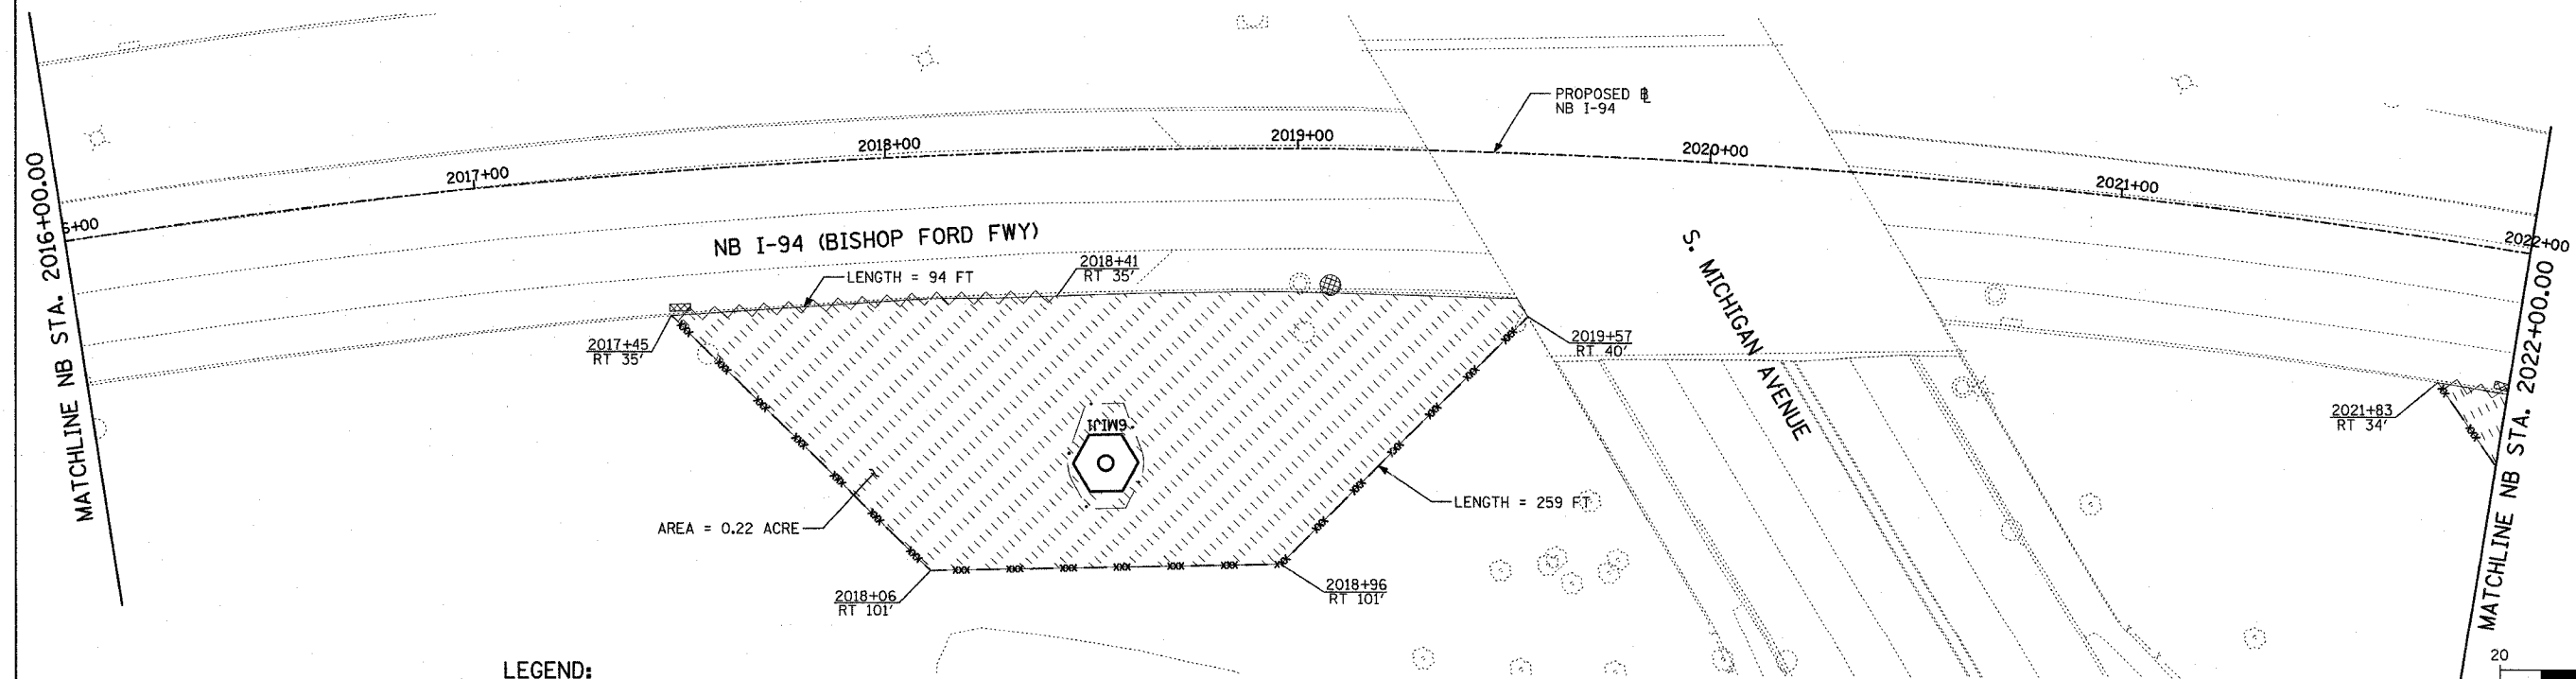 MATCHLINE NB STA. 2016+00.00
6+00
2017+00
2018+00
2019+00
PROPOSED ℄
NB I-94
2020+00
2021+00
2022+00
NB I-94 (BISHOP FORD FWY)
LENGTH = 94 FT
2018+41
RT 35'
2017+45
RT 35'
2019+57
RT 40'
S. MICHIGAN AVENUE
6MIJ1
AREA = 0.22 ACRE
LENGTH = 259 FT
2018+06
RT 101'
2018+96
RT 101'
2021+83
RT 34'
MATCHLINE NB STA. 2022+00.00
LEGEND:
20